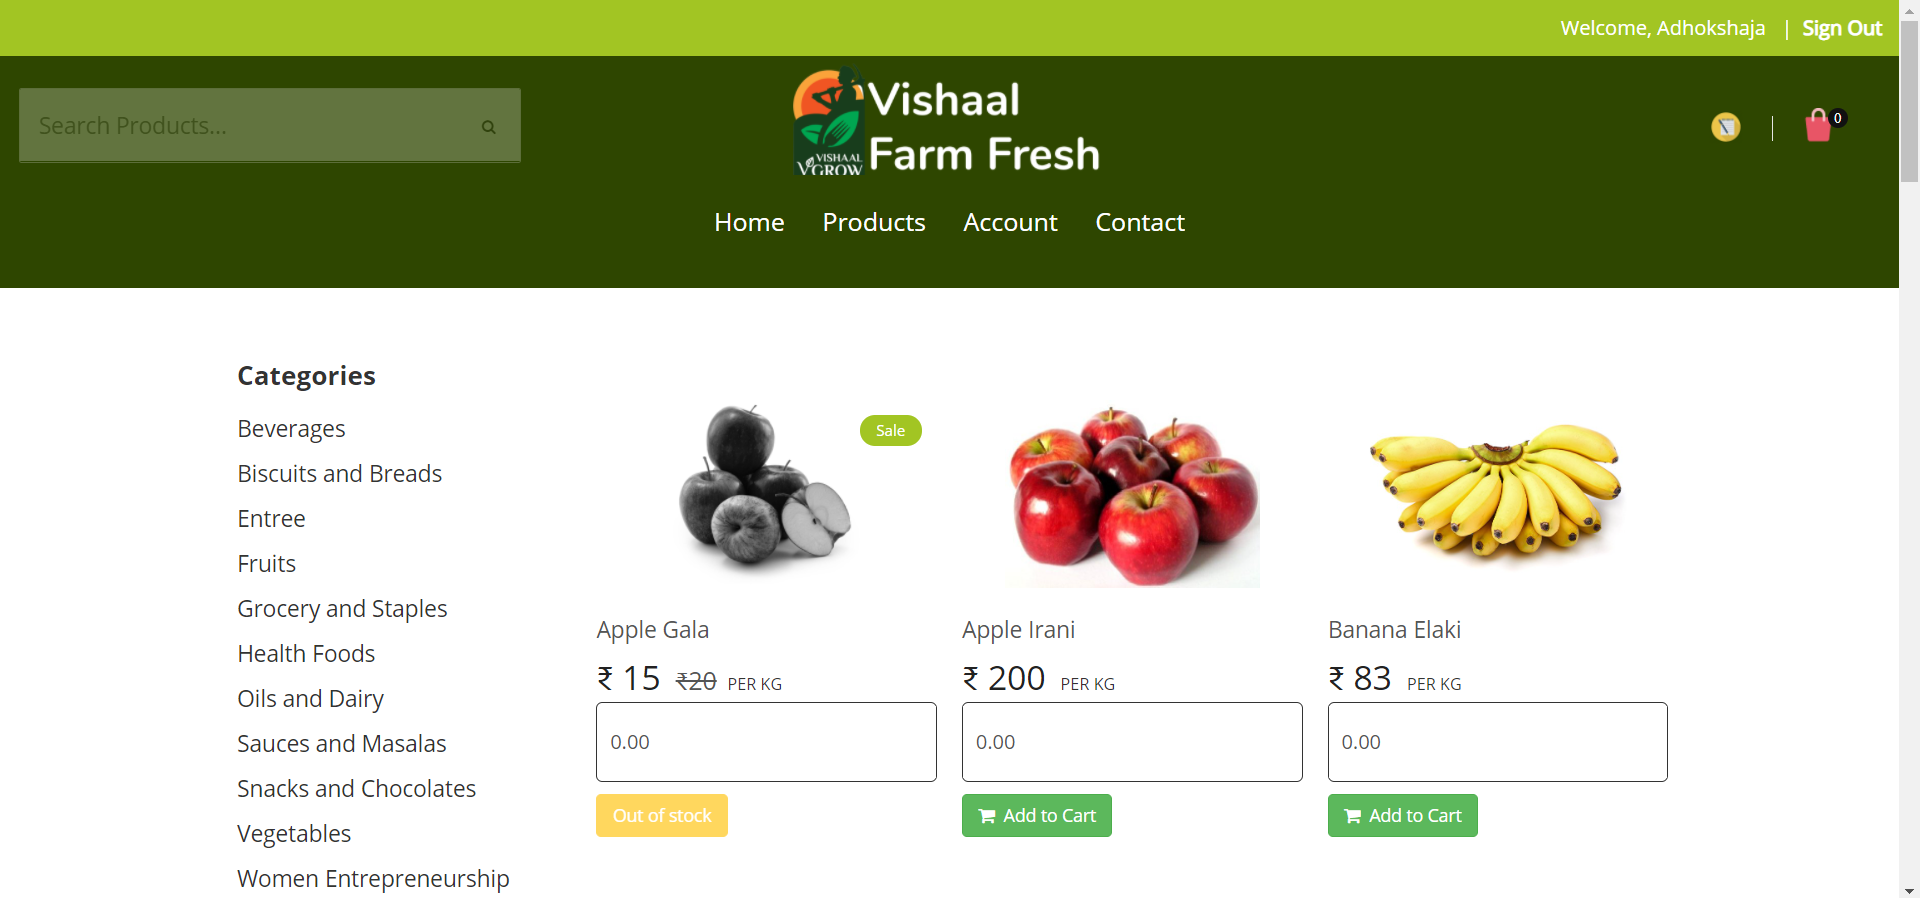 Welcome, Adhokshaja | Sign Out
Search Products...
Vishaal
Farm Fresh
VISHAAL
VGROW
0
Home Products Account Contact
Categories
Beverages
Biscuits and Breads
Entree
Fruits
Grocery and Staples
Health Foods
Oils and Dairy
Sauces and Masalas
Snacks and Chocolates
Vegetables
Women Entrepreneurship
Sale
Apple Gala
₹ 15 ₹20 PER KG
0.00
Out of stock
Apple Irani
₹ 200 PER KG
0.00
Add to Cart
Banana Elaki
₹ 83 PER KG
0.00
Add to Cart